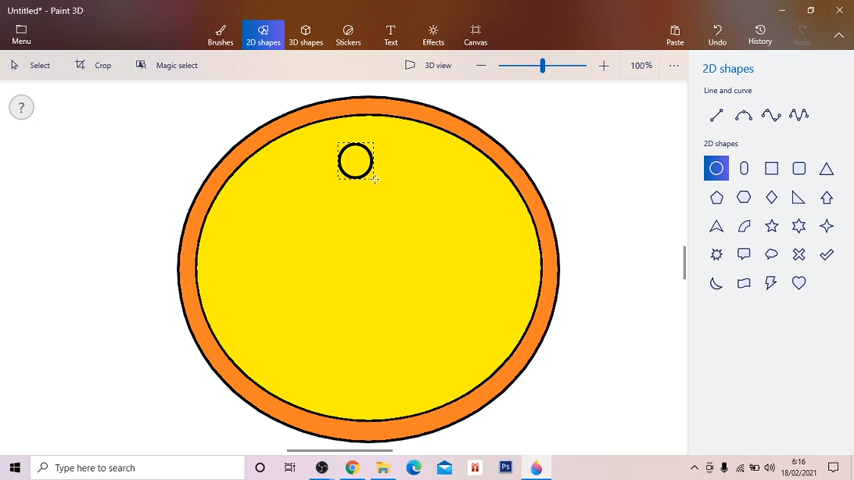 Untitled* - Paint 3D
Menu
Brushes
2D shapes
3D shapes
Stickers
Text
Effects
Canvas
Paste
Undo
History
Redo
Select
Crop
Magic select
3D view
100%
2D shapes
Line and curve
2D shapes
?
Type here to search
Ps
6:16
18/02/2021